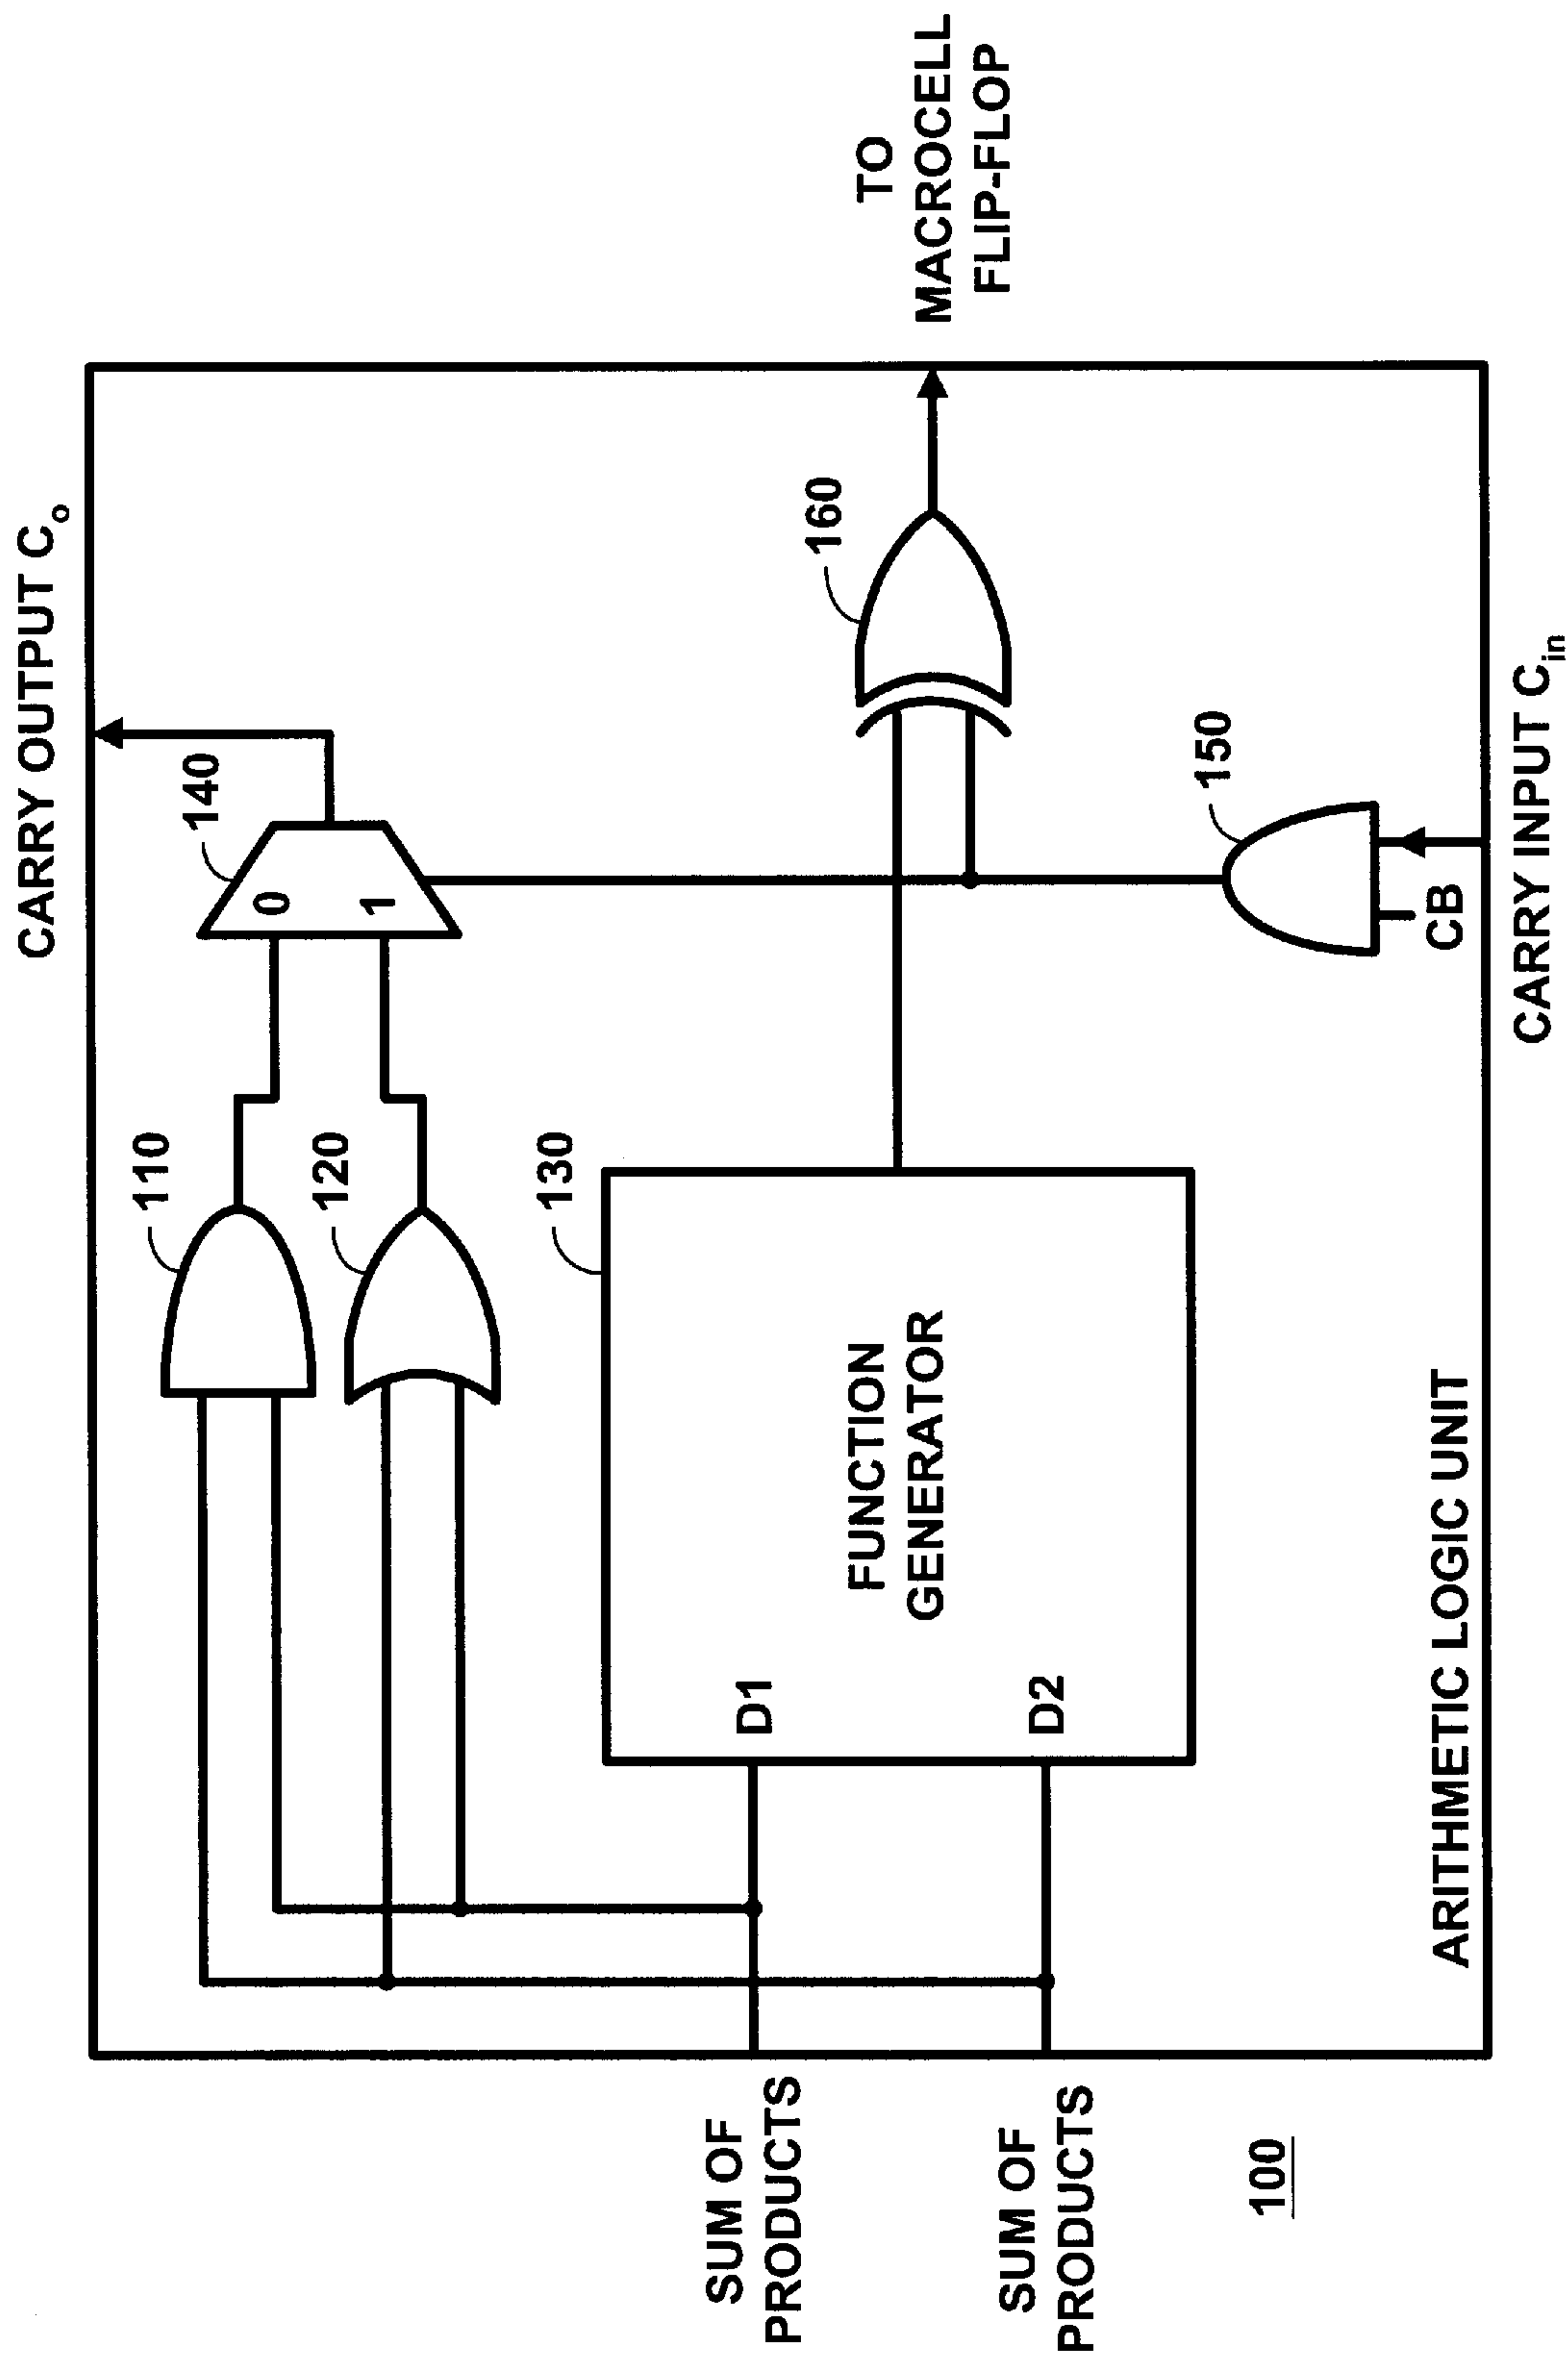 CARRY OUTPUT Co
140
0
1
110
120
130
160
TO
MACROCELL
FLIP-FLOP
FUNCTION
GENERATOR
D1
D2
SUM OF
PRODUCTS
SUM OF
PRODUCTS
150
CB
ARITHMETIC LOGIC UNIT
CARRY INPUT Cin
100